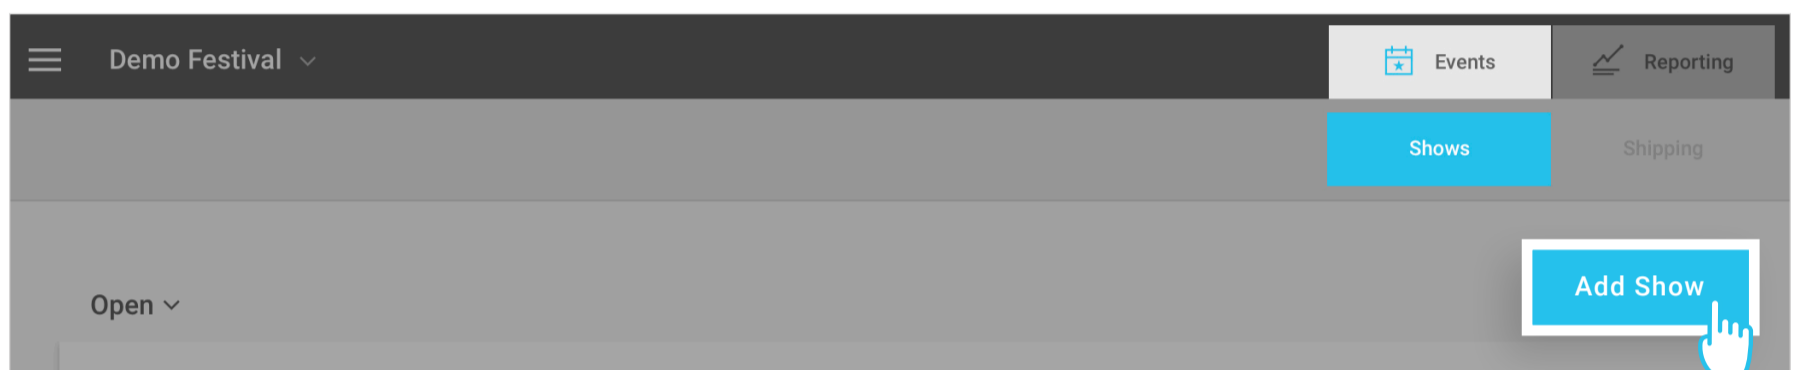 Demo Festival
Events
Reporting
Shows
Shipping
Add Show
Open